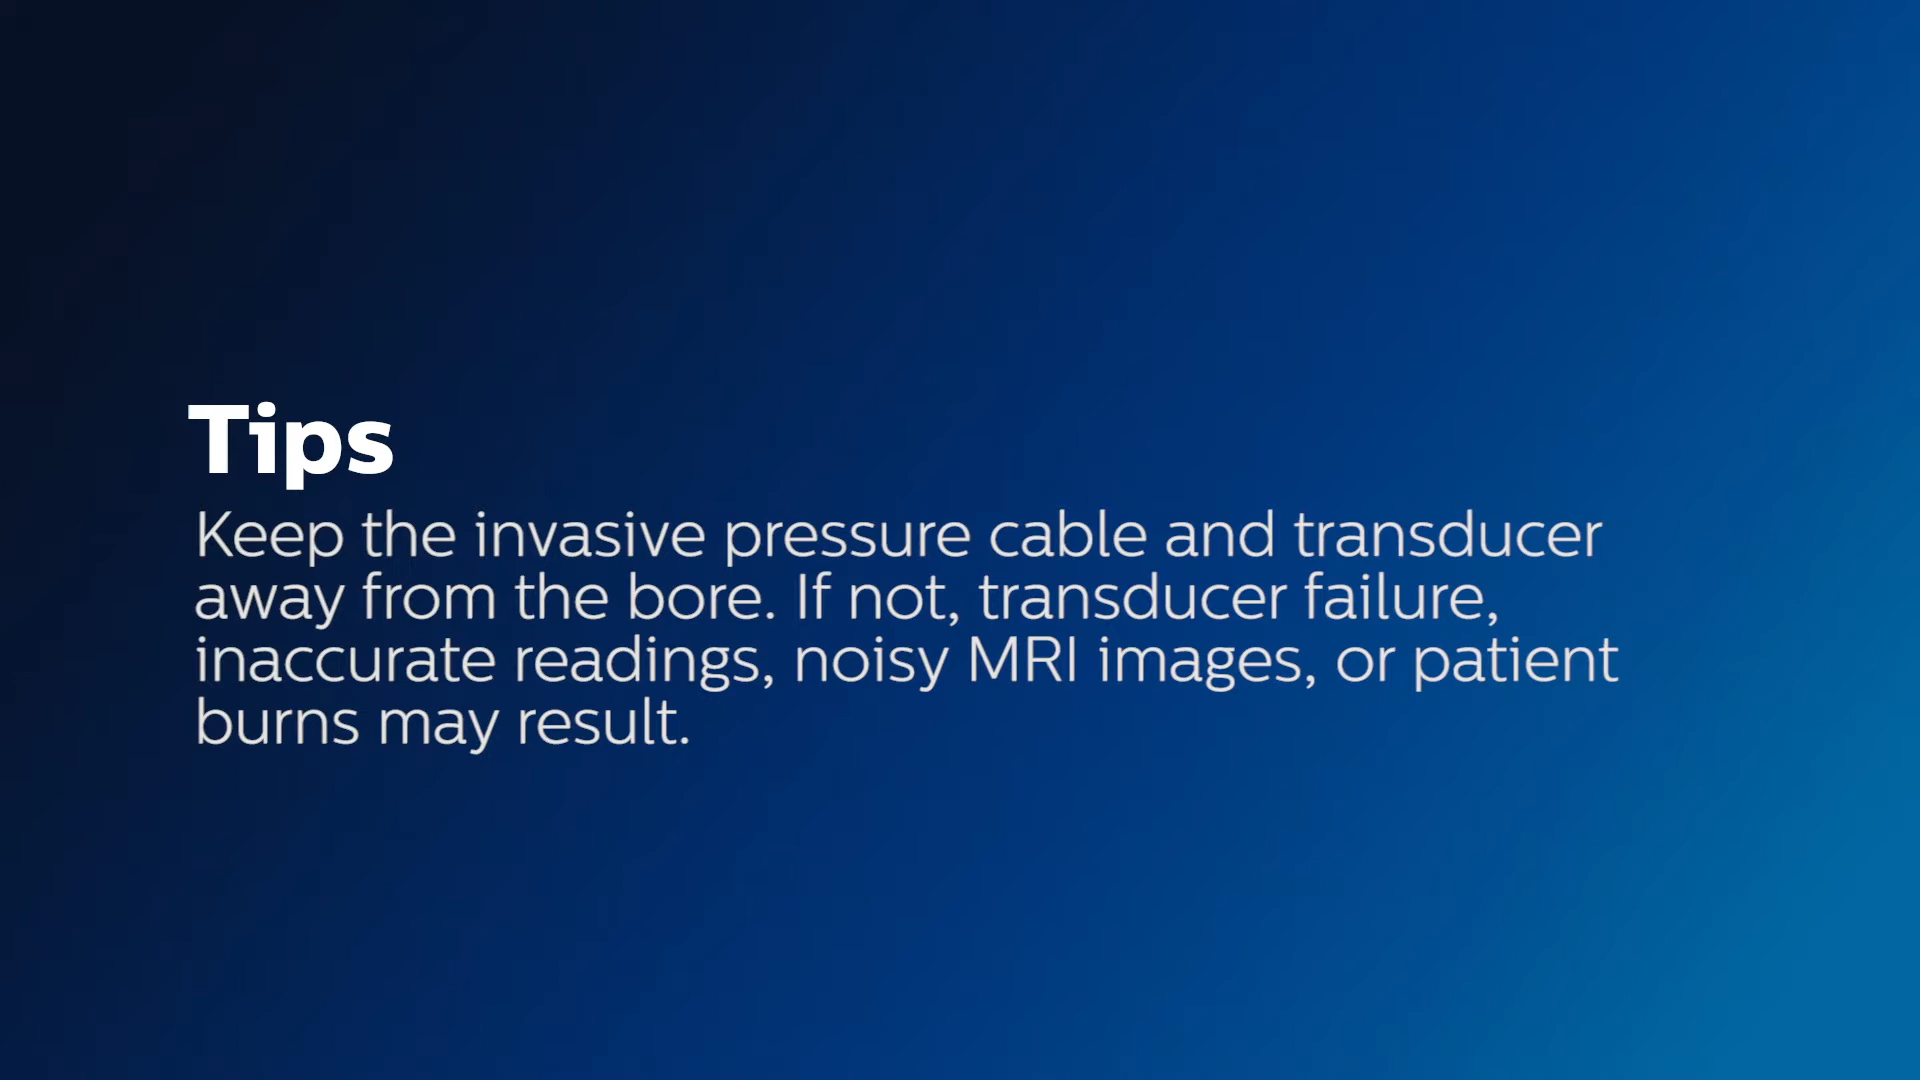 Tips
Keep the invasive pressure cable and transducer
away from the bore. If not, transducer failure,
inaccurate readings, noisy MRI images, or patient
burns may result.